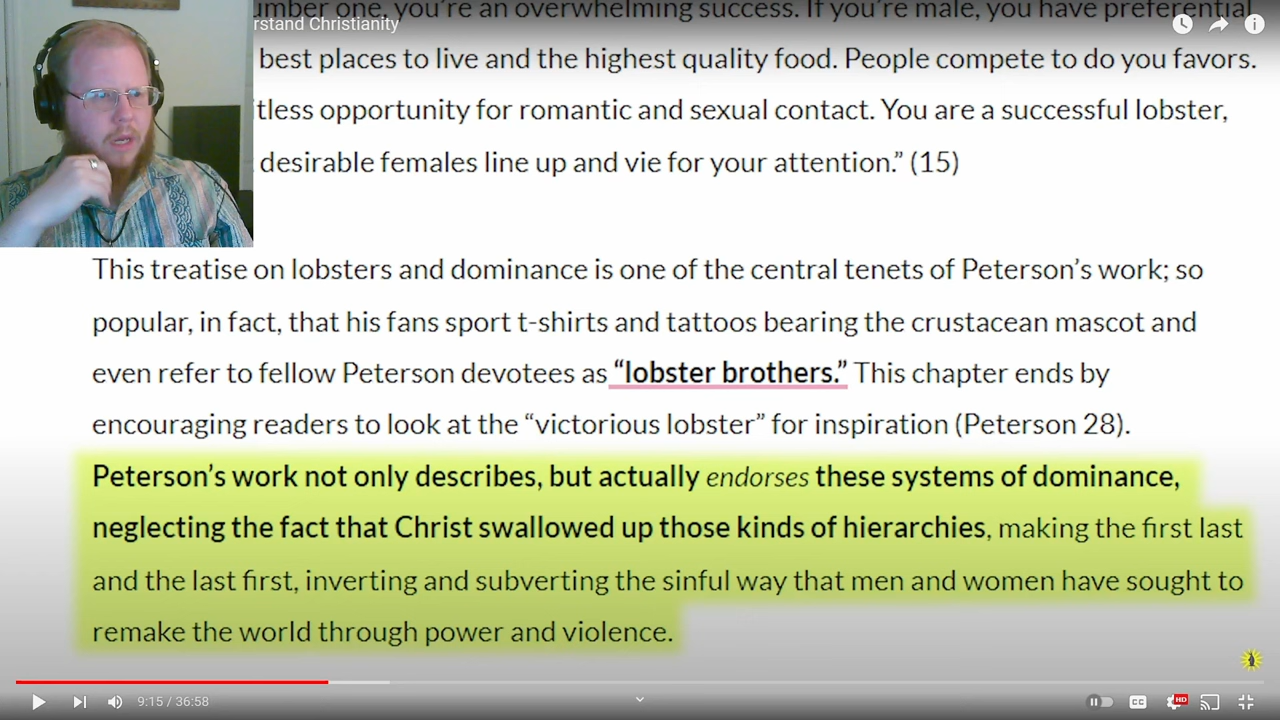 umber one, you're an overwhelming success. If you're male, you have preferential
rstand Christianity
best places to live and the highest quality food. People compete to do you favors.
tless opportunity for romantic and sexual contact. You are a successful lobster,
desirable females line up and vie for your attention.” (15)
This treatise on lobsters and dominance is one of the central tenets of Peterson’s work; so
popular, in fact, that his fans sport t-shirts and tattoos bearing the crustacean mascot and
even refer to fellow Peterson devotees as “lobster brothers.” This chapter ends by
encouraging readers to look at the “victorious lobster” for inspiration (Peterson 28).
Peterson’s work not only describes, but actually endorses these systems of dominance,
neglecting the fact that Christ swallowed up those kinds of hierarchies, making the first last
and the last first, inverting and subverting the sinful way that men and women have sought to
remake the world through power and violence.
9:15 / 36:58
CC
HD